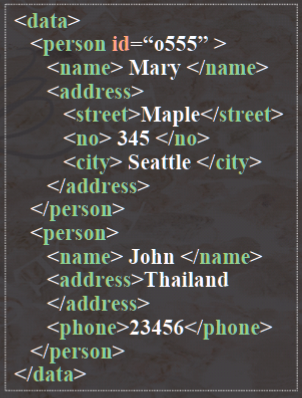 <data>
<person id=“o555” >
<name> Mary </name>
<address>
<street>Maple</street>
<no> 345 </no>
<city> Seattle </city>
</address>
</person>
<person>
<name> John </name>
<address>Thailand
</address>
<phone>23456</phone>
</person>
</data>